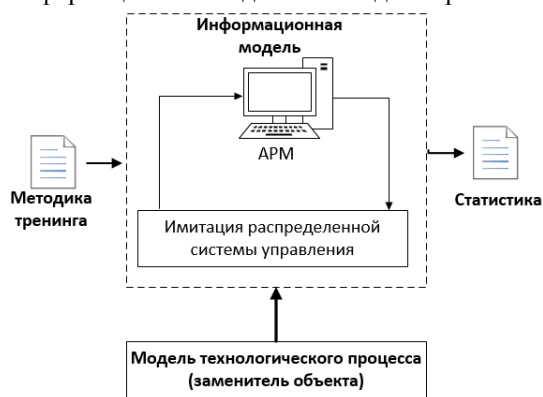 Информационная
модель
АРМ
Методика
тренинга
Статистика
Имитация распределенной
системы управления
Модель технологического процесса
(заменитель объекта)